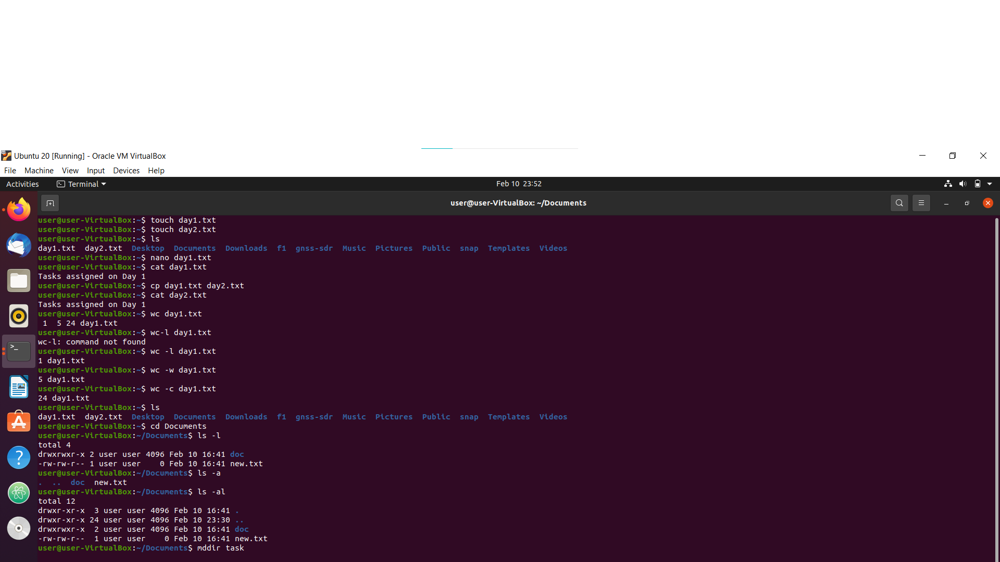 Ubuntu 20 [Running] - Oracle VM VirtualBox
File Machine View Input Devices Help
Activities Terminal Feb 10 23:52
user@user-VirtualBox: ~/Documents
user@user-VirtualBox:~$ touch day1.txt
user@user-VirtualBox:~$ touch day2.txt
user@user-VirtualBox:~$ ls
day1.txt  day2.txt  Desktop  Documents  Downloads  f1  gnss-sdr  Music  Pictures  Public  snap  Templates  Videos
user@user-VirtualBox:~$ nano day1.txt
user@user-VirtualBox:~$ cat day1.txt
Tasks assigned on Day 1
user@user-VirtualBox:~$ cp day1.txt day2.txt
user@user-VirtualBox:~$ cat day2.txt
Tasks assigned on Day 1
user@user-VirtualBox:~$ wc day1.txt
 1  5 24 day1.txt
user@user-VirtualBox:~$ wc-l day1.txt
wc-l: command not found
user@user-VirtualBox:~$ wc -l day1.txt
1 day1.txt
user@user-VirtualBox:~$ wc -w day1.txt
5 day1.txt
user@user-VirtualBox:~$ wc -c day1.txt
24 day1.txt
user@user-VirtualBox:~$ ls
day1.txt  day2.txt  Desktop  Documents  Downloads  f1  gnss-sdr  Music  Pictures  Public  snap  Templates  Videos
user@user-VirtualBox:~$ cd Documents
user@user-VirtualBox:~/Documents$ ls -l
total 4
drwxrwxr-x 2 user user 4096 Feb 10 16:41 doc
-rw-rw-r-- 1 user user    0 Feb 10 16:41 new.txt
user@user-VirtualBox:~/Documents$ ls -a
.  ..  doc  new.txt
user@user-VirtualBox:~/Documents$ ls -al
total 12
drwxr-xr-x  3 user user 4096 Feb 10 16:41 .
drwxr-xr-x 24 user user 4096 Feb 10 23:30 ..
drwxrwxr-x  2 user user 4096 Feb 10 16:41 doc
-rw-rw-r--  1 user user    0 Feb 10 16:41 new.txt
user@user-VirtualBox:~/Documents$ mddir task